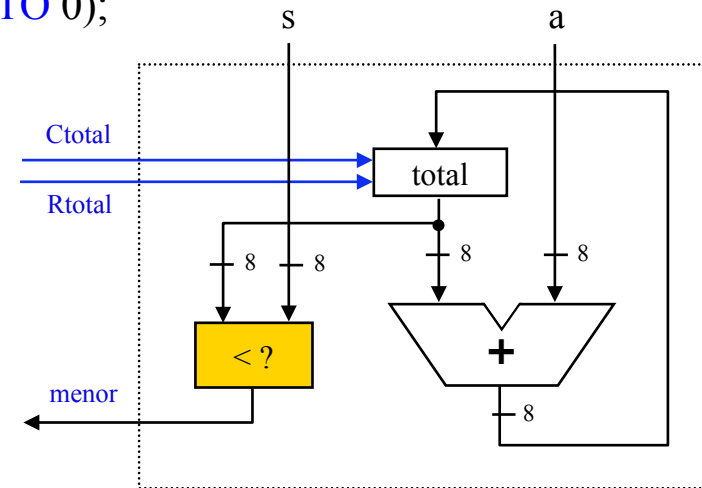 TO 0);
s a
Ctotal
total
Rtotal
8 8 8 8
< ?
+
menor
8